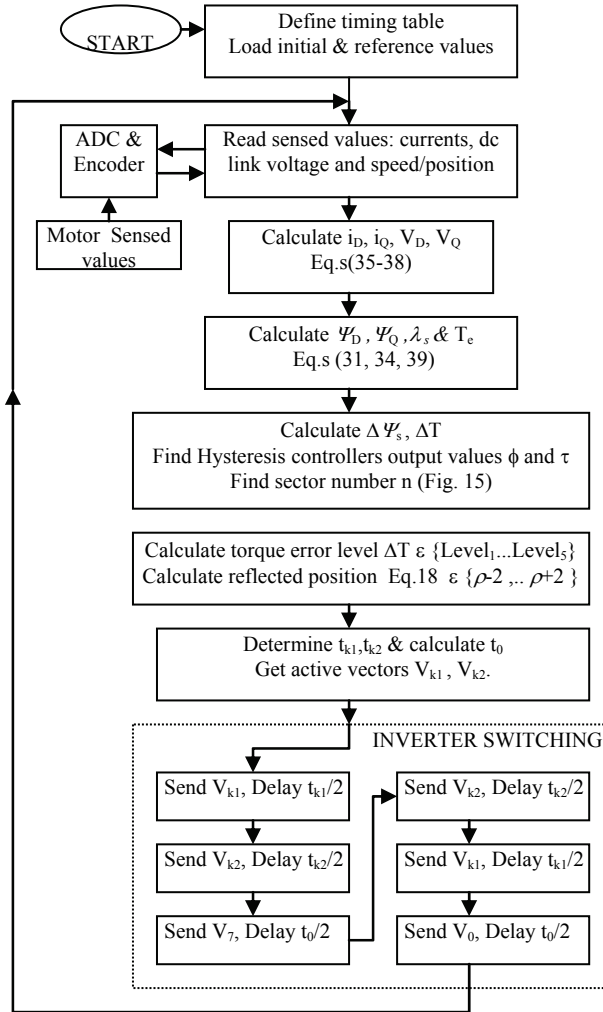 START
Define timing table
Load initial & reference values
ADC &
Encoder
Read sensed values: currents, dc
link voltage and speed/position
Motor Sensed
values
Calculate i_D, i_Q, V_D, V_Q
Eq.s(35-38)
Calculate Ψ_D , Ψ_Q ,λ_s & T_e
Eq.s (31, 34, 39)
Calculate Δ Ψ_s , ΔT
Find Hysteresis controllers output values ϕ and τ
Find sector number n (Fig. 15)
Calculate torque error level ΔT ε {Level_1...Level_5}
Calculate reflected position Eq.18 ε {ρ-2 ,.. ρ+2 }
Determine t_k1,t_k2 & calculate t_0
Get active vectors V_k1 , V_k2.
INVERTER SWITCHING
Send V_k1, Delay t_k1/2
Send V_k2, Delay t_k2/2
Send V_7, Delay t_0/2
Send V_k2, Delay t_k2/2
Send V_k1, Delay t_k1/2
Send V_0, Delay t_0/2